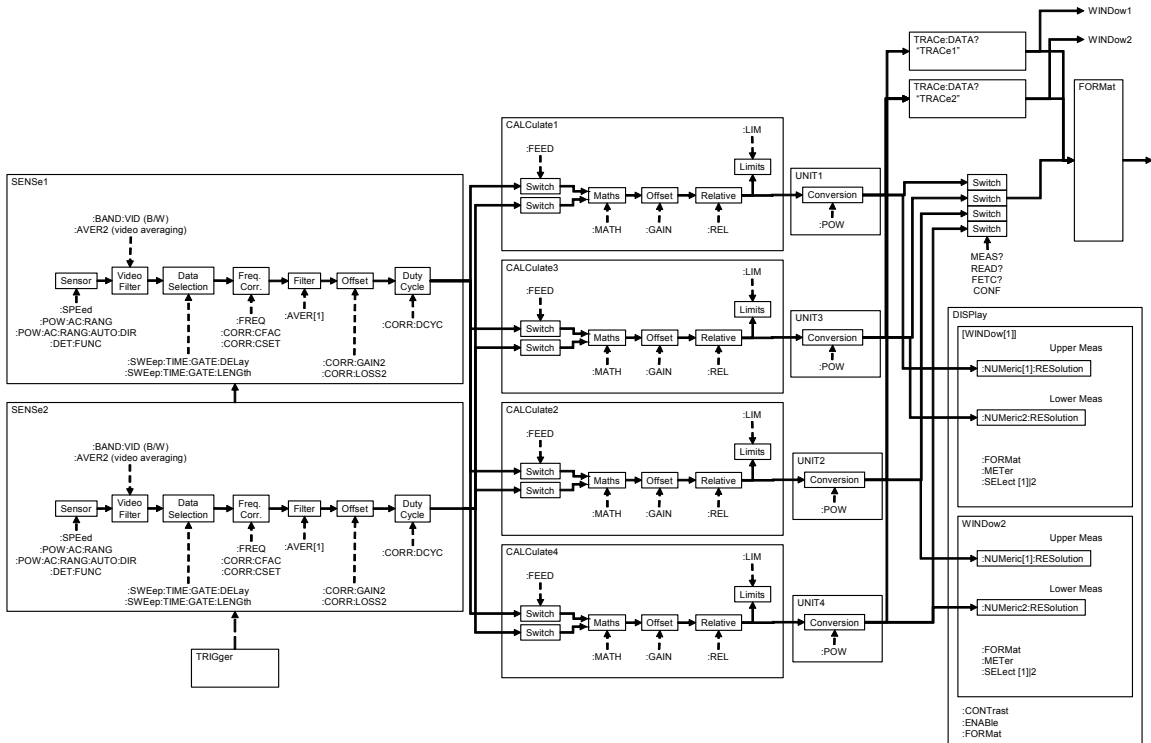 WINDow1
WINDow2
TRACe:DATA?
"TRACe1"
TRACe:DATA?
"TRACe2"
FORMat
SENSe1
:BAND:VID (B/W)
:AVER2 (video averaging)
Sensor
Video
Filter
Data
Selection
Freq.
Corr.
Filter
Offset
Duty
Cycle
:SPEed
:POW:AC:RANG
:POW:AC:RANG:AUTO:DIR
:DET:FUNC
:FREQ
:CORR:CFAC
:CORR:CSET
:AVER[1]
:CORR:DCYC
:SWEep:TIME:GATE:DELay
:SWEep:TIME:GATE:LENGth
:CORR:GAIN2
:CORR:LOSS2
SENSe2
:BAND:VID (B/W)
:AVER2 (video averaging)
Sensor
Video
Filter
Data
Selection
Freq.
Corr.
Filter
Offset
Duty
Cycle
:SPEed
:POW:AC:RANG
:POW:AC:RANG:AUTO:DIR
:DET:FUNC
:FREQ
:CORR:CFAC
:CORR:CSET
:AVER[1]
:CORR:DCYC
:SWEep:TIME:GATE:DELay
:SWEep:TIME:GATE:LENGth
:CORR:GAIN2
:CORR:LOSS2
TRIGger
CALCulate1
:FEED
:LIM
Limits
Switch
Switch
Maths
Offset
Relative
:MATH
:GAIN
:REL
UNIT1
Conversion
:POW
CALCulate3
:FEED
:LIM
Limits
Switch
Switch
Maths
Offset
Relative
:MATH
:GAIN
:REL
UNIT3
Conversion
:POW
CALCulate2
:FEED
:LIM
Limits
Switch
Switch
Maths
Offset
Relative
:MATH
:GAIN
:REL
UNIT2
Conversion
:POW
CALCulate4
:FEED
:LIM
Limits
Switch
Switch
Maths
Offset
Relative
:MATH
:GAIN
:REL
UNIT4
Conversion
:POW
Switch
Switch
Switch
Switch
MEAS?
READ?
FETC?
CONF
DISPlay
[WINDow[1]]
Upper Meas
:NUMeric[1]:RESolution
Lower Meas
:NUMeric2:RESolution
:FORMat
:METer
:SELect [1]|2
WINDow2
Upper Meas
:NUMeric[1]:RESolution
Lower Meas
:NUMeric2:RESolution
:FORMat
:METer
:SELect [1]|2
:CONTrast
:ENABle
:FORMat